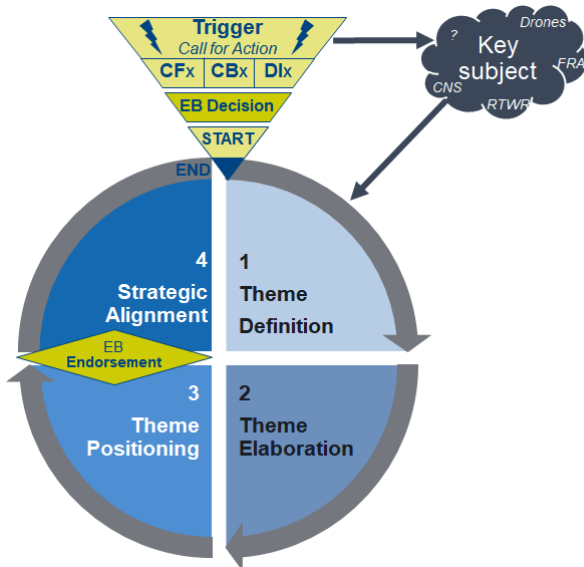 Trigger
Call for Action
CFx
CBx
DIx
EB Decision
START
END
?
Drones
Key
subject
FRA
CNS
RTWR
4
Strategic
Alignment
1
Theme
Definition
EB
Endorsement
3
Theme
Positioning
2
Theme
Elaboration